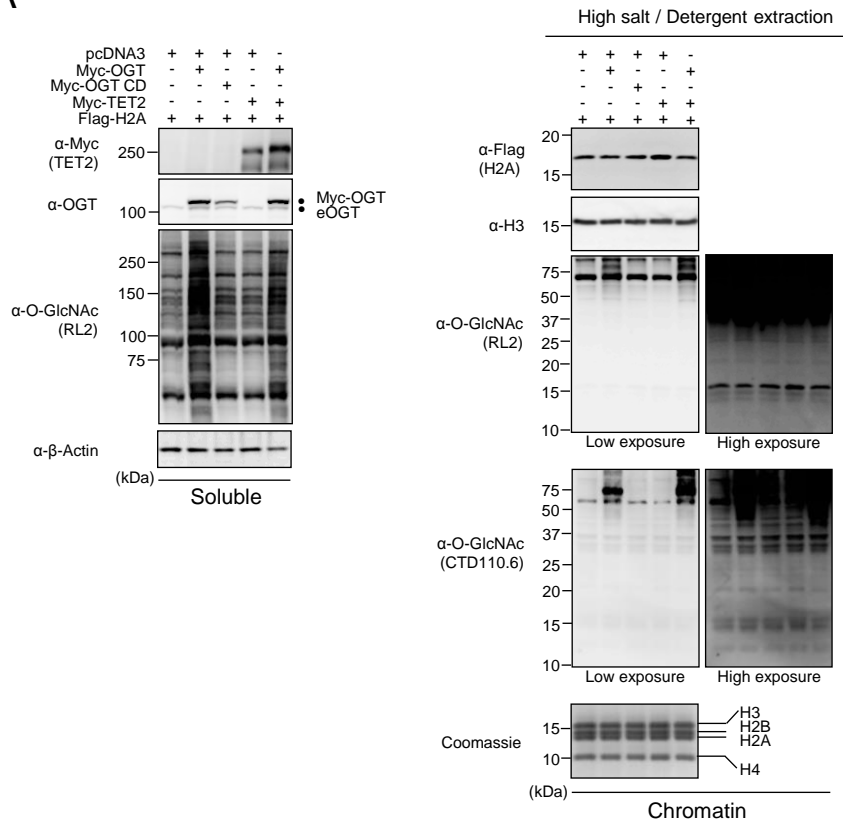 High salt / Detergent extraction
pcDNA3 + + + + -
Myc-OGT - + - - +
Myc-OGT CD - - + - -
Myc-TET2 - - - + +
Flag-H2A + + + + +
α-Myc
(TET2)
250
α-OGT
100
Myc-OGT
eOGT
α-O-GlcNAc
(RL2)
250
150
100
75
α-β-Actin
(kDa)
Soluble
+ + + + -
- + - - +
- - + - -
- - - + +
+ + + + +
α-Flag
(H2A)
20
15
α-H3
15
α-O-GlcNAc
(RL2)
75
50
37
25
20
15
10
Low exposure
High exposure
α-O-GlcNAc
(CTD110.6)
75
50
37
25
20
15
10
Low exposure
High exposure
Coomassie
15
10
H3
H2B
H2A
H4
(kDa)
Chromatin